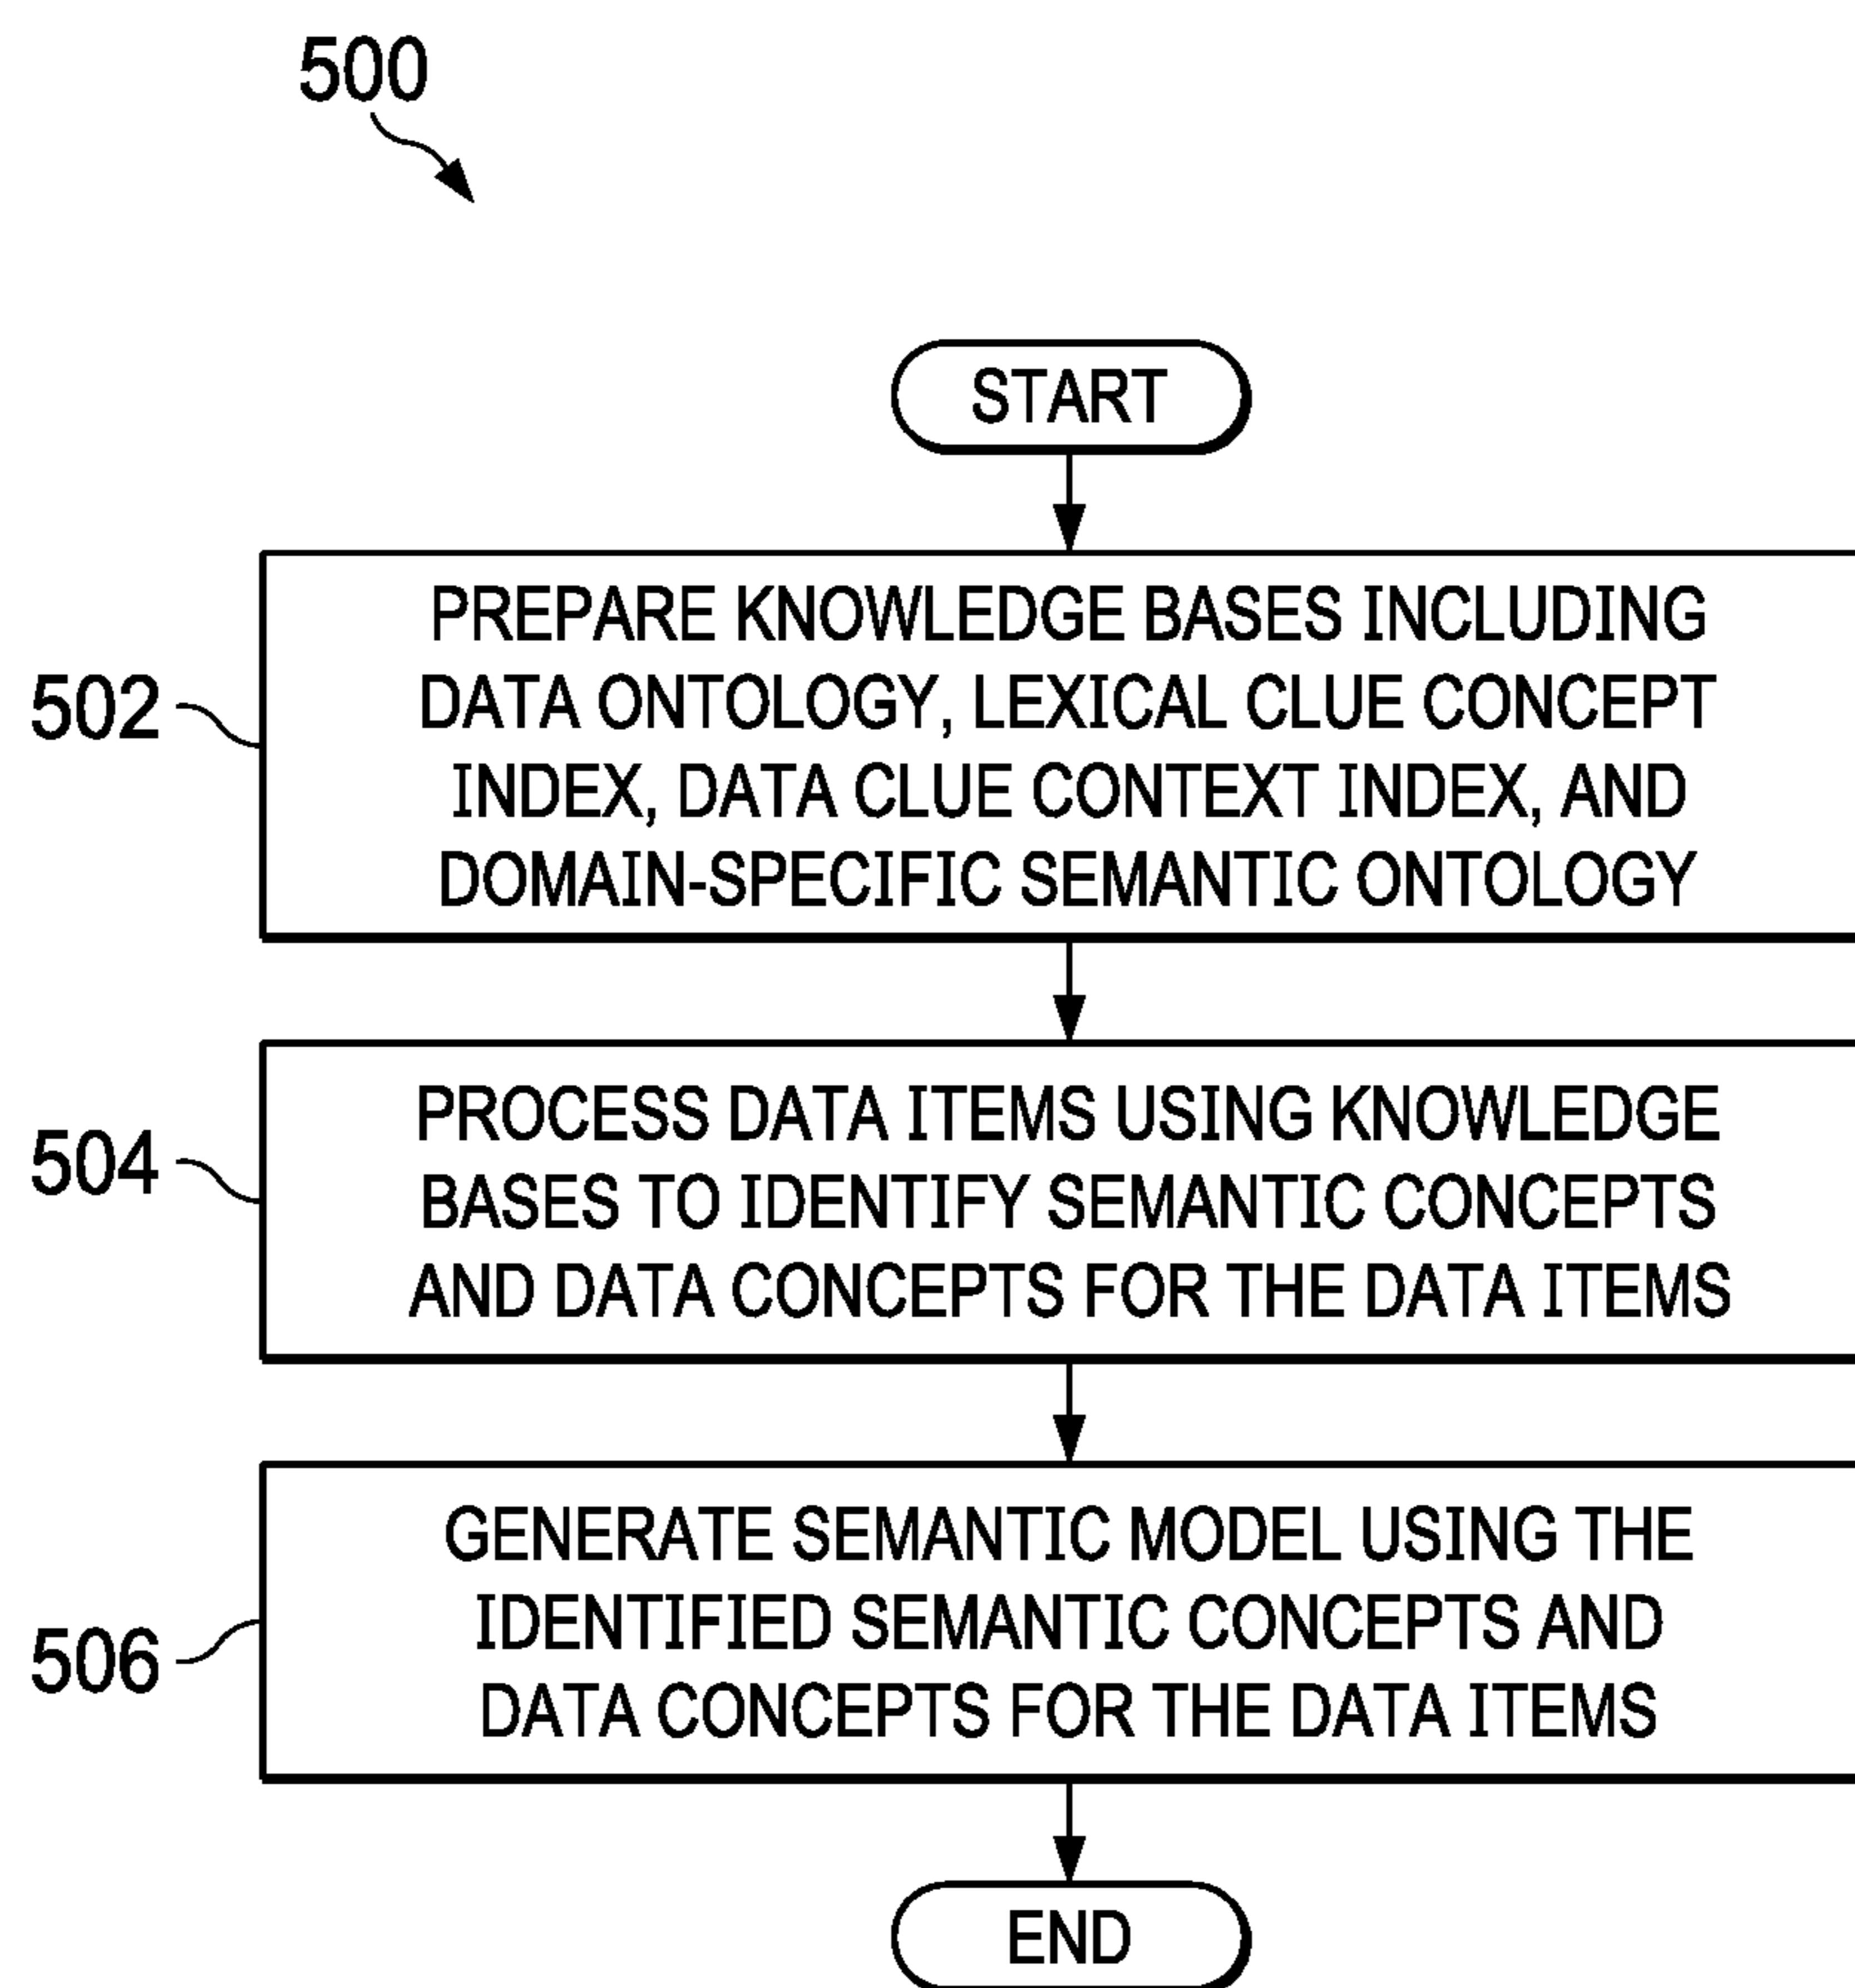 500
START
502
PREPARE KNOWLEDGE BASES INCLUDING
DATA ONTOLOGY, LEXICAL CLUE CONCEPT
INDEX, DATA CLUE CONTEXT INDEX, AND
DOMAIN-SPECIFIC SEMANTIC ONTOLOGY
504
PROCESS DATA ITEMS USING KNOWLEDGE
BASES TO IDENTIFY SEMANTIC CONCEPTS
AND DATA CONCEPTS FOR THE DATA ITEMS
506
GENERATE SEMANTIC MODEL USING THE
IDENTIFIED SEMANTIC CONCEPTS AND
DATA CONCEPTS FOR THE DATA ITEMS
END